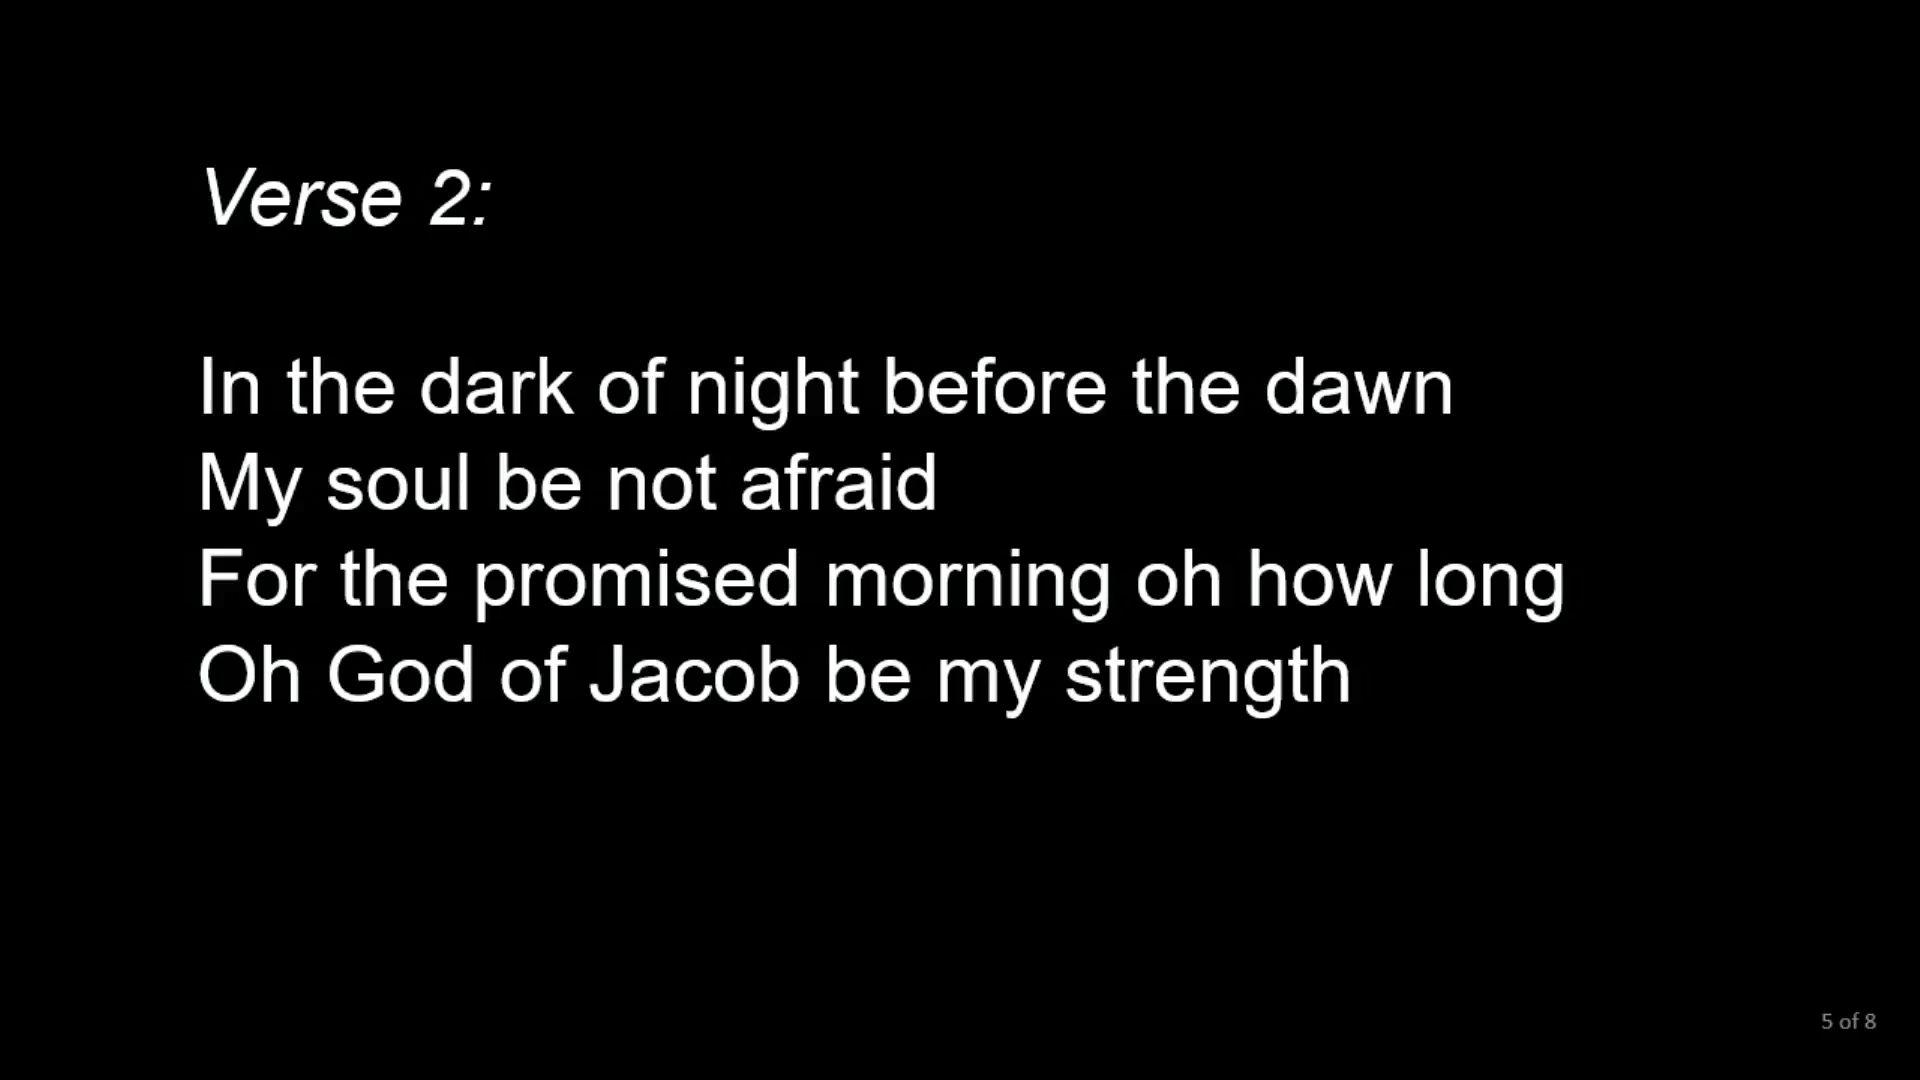 Verse 2:
In the dark of night before the dawn
My soul be not afraid
For the promised morning oh how long
Oh God of Jacob be my strength
5 of 8